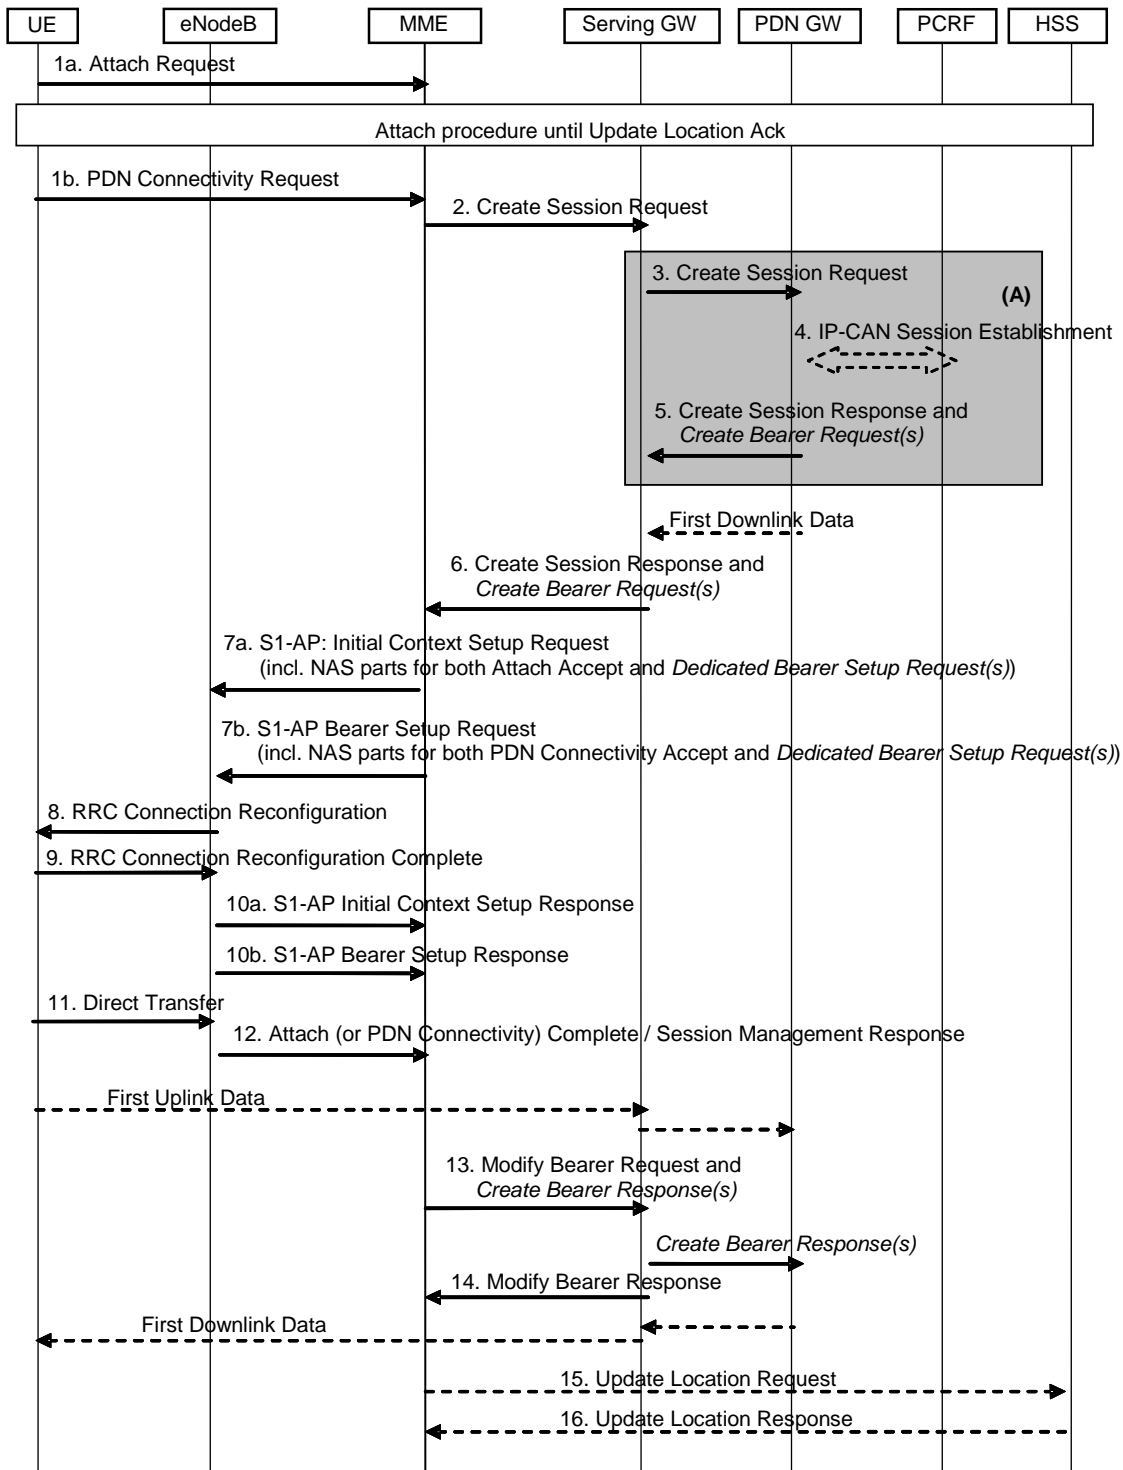 UE eNodeB MME Serving GW PDN GW PCRF HSS
1a. Attach Request
Attach procedure until Update Location Ack
1b. PDN Connectivity Request
2. Create Session Request
3. Create Session Request
(A)
4. IP-CAN Session Establishment
5. Create Session Response and
Create Bearer Request(s)
First Downlink Data
6. Create Session Response and
Create Bearer Request(s)
7a. S1-AP: Initial Context Setup Request
(incl. NAS parts for both Attach Accept and Dedicated Bearer Setup Request(s))
7b. S1-AP Bearer Setup Request
(incl. NAS parts for both PDN Connectivity Accept and Dedicated Bearer Setup Request(s))
8. RRC Connection Reconfiguration
9. RRC Connection Reconfiguration Complete
10a. S1-AP Initial Context Setup Response
10b. S1-AP Bearer Setup Response
11. Direct Transfer
12. Attach (or PDN Connectivity) Complete / Session Management Response
First Uplink Data
13. Modify Bearer Request and
Create Bearer Response(s)
Create Bearer Response(s)
14. Modify Bearer Response
First Downlink Data
15. Update Location Request
16. Update Location Response